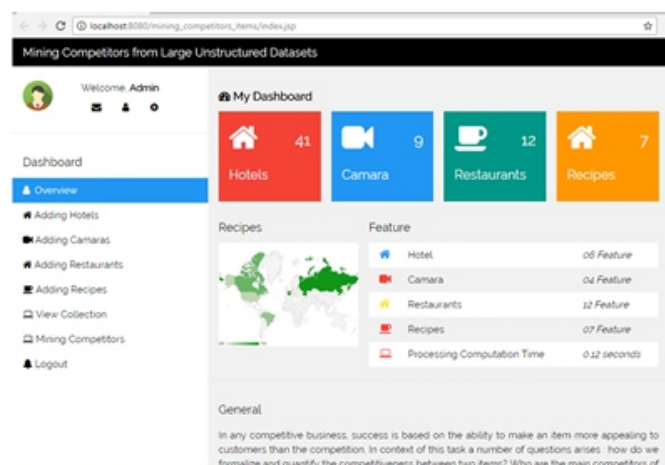 localhost:8080/mining_competitors_items/index.jsp
Mining Competitors from Large Unstructured Datasets
Welcome, Admin
My Dashboard
41
Hotels
9
Camara
12
Restaurants
7
Recipes
Dashboard
Overview
Adding Hotels
Adding Camaras
Adding Restaurants
Adding Recipes
View Collection
Mining Competitors
Logout
Recipes
Feature
Hotel 06 Feature
Camara 04 Feature
Restaurants 12 Feature
Recipes 07 Feature
Processing Computation Time 0.12 seconds
General
In any competitive business, success is based on the ability to make an item more appealing to
customers than the competition. In context of this task a number of questions arises : how do we
formalize and quantify the competitiveness between two items? Who are the main competitors of